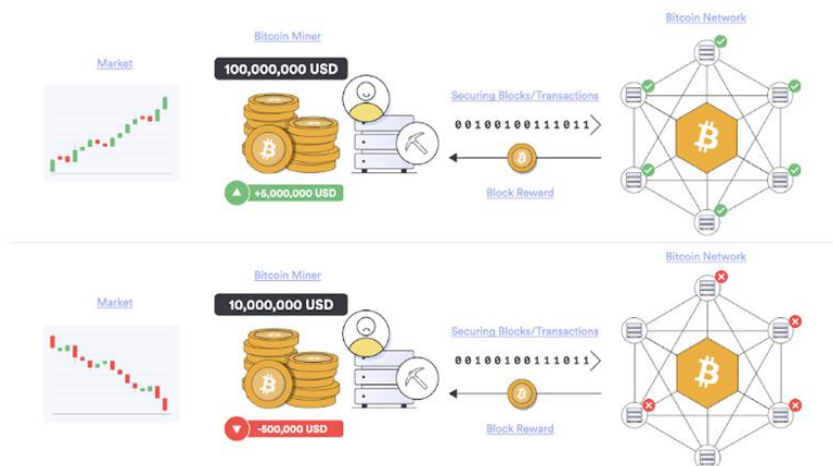 Bitcoin Network
Bitcoin Miner
Market
100,000,000 USD
Securing Blocks/Transactions
00100100111011
+5,000,000 USD
Block Reward
Bitcoin Network
Bitcoin Miner
Market
10,000,000 USD
Securing Blocks/Transactions
00100100111011
-500,000 USD
Block Reward